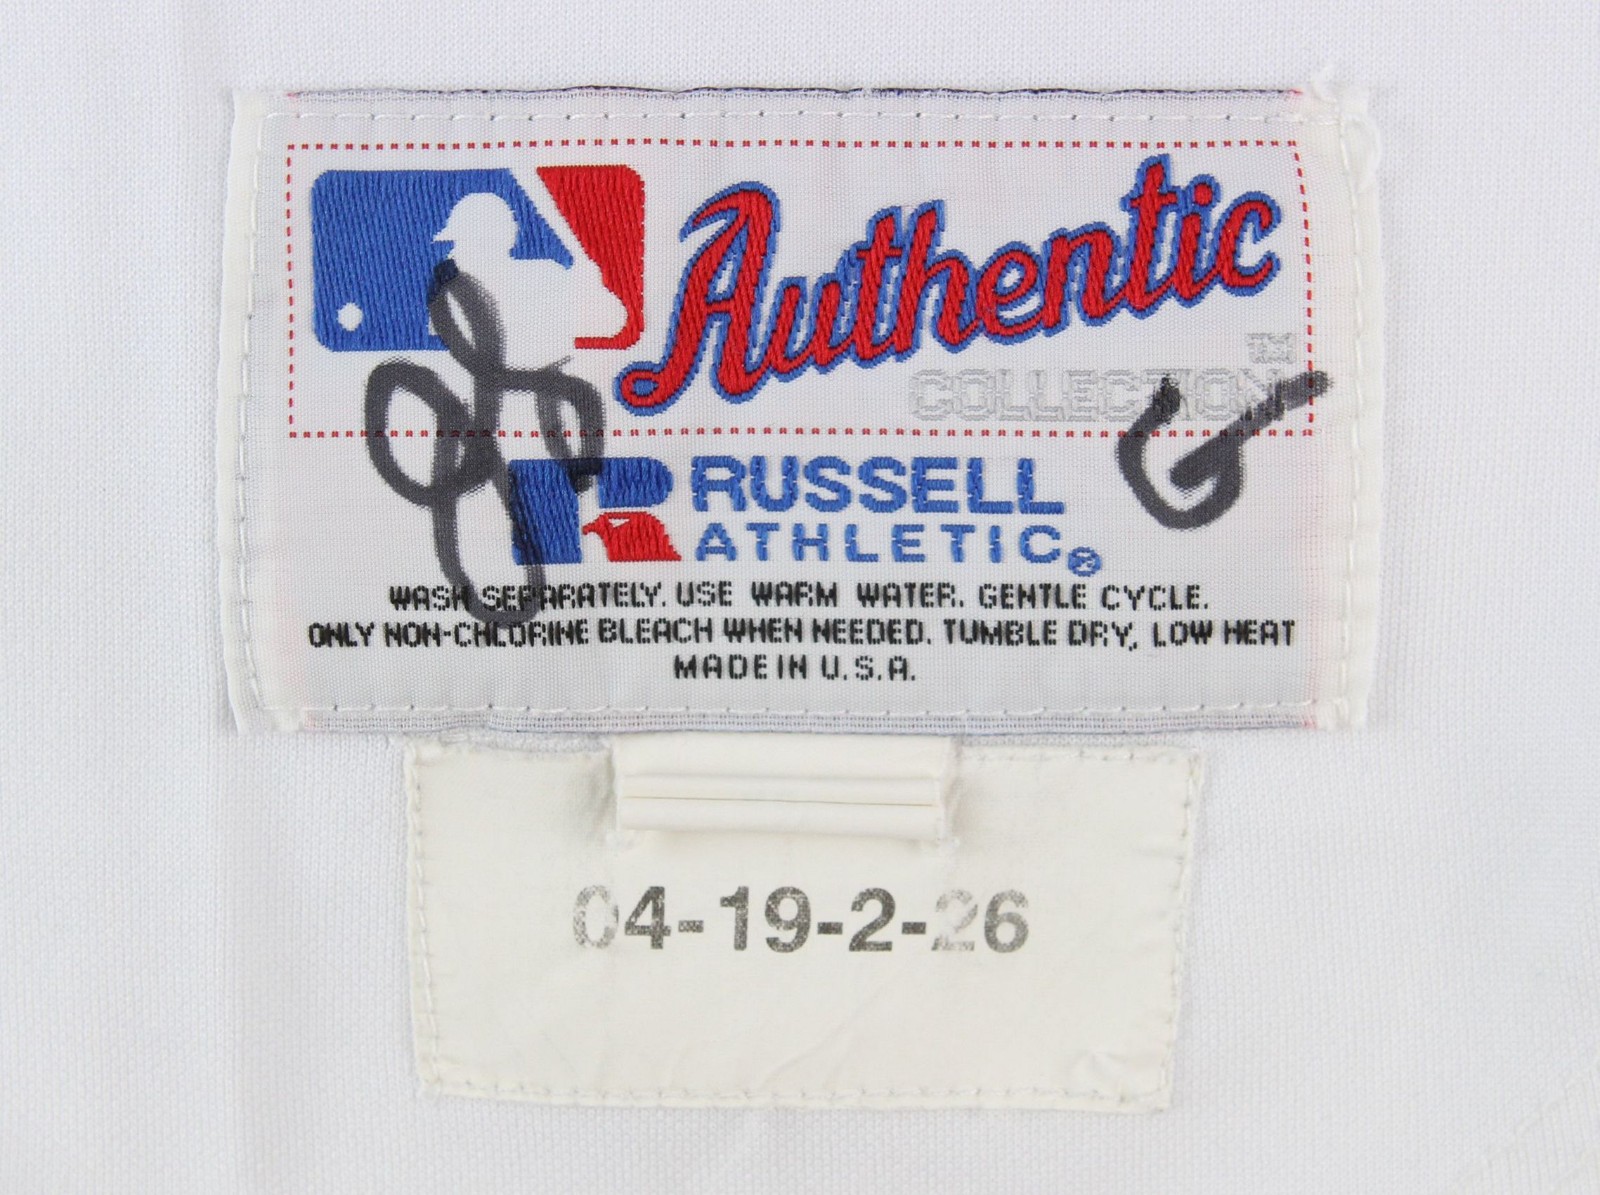 Authentic
TM
COLLECTION
RUSSELL
ATHLETIC®
WASH SEPARATELY. USE WARM WATER. GENTLE CYCLE.
ONLY NON-CHLORINE BLEACH WHEN NEEDED. TUMBLE DRY, LOW HEAT
MADE IN U.S.A.
04-19-2-26